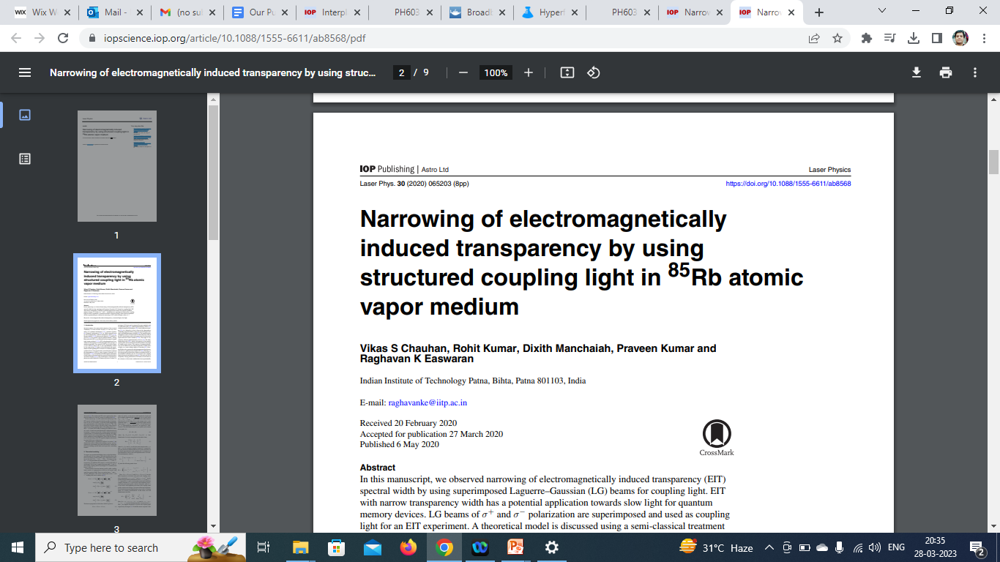 WIX Wix W
Mail -
(no su
Our Pu
IOP Interpl
PH603
Broadb
Hyperf
PH603
IOP Narrow
IOP Narrow
iopscience.iop.org/article/10.1088/1555-6611/ab8568/pdf
Narrowing of electromagnetically induced transparency by using struc... 2 / 9 100%
1
2
3
IOP Publishing | Astro Ltd Laser Physics
Laser Phys. 30 (2020) 065203 (8pp) https://doi.org/10.1088/1555-6611/ab8568
Narrowing of electromagnetically
induced transparency by using
structured coupling light in ⁸⁵Rb atomic
vapor medium
Vikas S Chauhan, Rohit Kumar, Dixith Manchaiah, Praveen Kumar and
Raghavan K Easwaran
Indian Institute of Technology Patna, Bihta, Patna 801103, India
E-mail: raghavanke@iitp.ac.in
Received 20 February 2020
Accepted for publication 27 March 2020
Published 6 May 2020
CrossMark
Abstract
In this manuscript, we observed narrowing of electromagnetically induced transparency (EIT)
spectral width by using superimposed Laguerre–Gaussian (LG) beams for coupling light. EIT
with narrow transparency width has a potential application towards slow light for quantum
memory devices. LG beams of σ⁺ and σ⁻ polarization are superimposed and used as coupling
light for an EIT experiment. A theoretical model is discussed using a semi-classical treatment
Type here to search
31°C Haze
ENG
20:35
28-03-2023
2